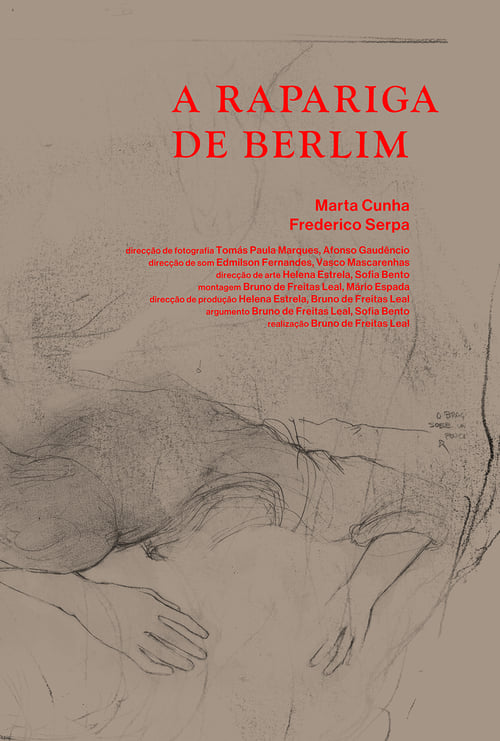 A RAPARIGA
DE BERLIM
Marta Cunha
Frederico Serpa
direcção de fotografia Tomás Paula Marques, Afonso Gaudêncio
direcção de som Edmilson Fernandes, Vasco Mascarenhas
direcção de arte Helena Estrela, Sofia Bento
montagem Bruno de Freitas Leal, Mário Espada
direcção de produção Helena Estrela, Bruno de Freitas Leal
argumento Bruno de Freitas Leal, Sofia Bento
realização Bruno de Freitas Leal
O BRAÇ
SOBE UM